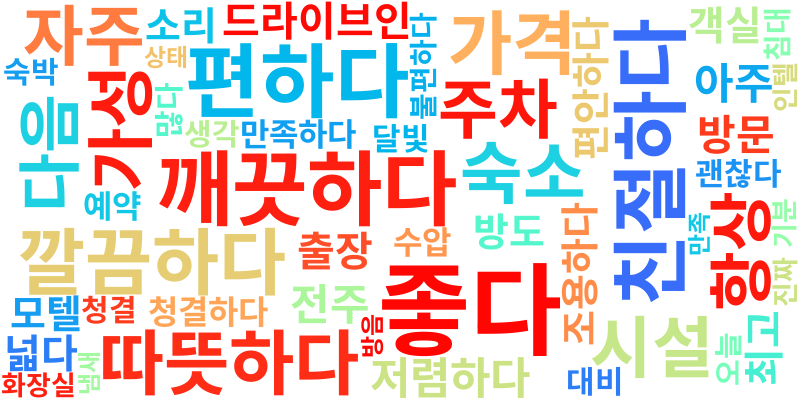 자주
소리
드라이브인
가격
객실
침대
숙박
상태
편하다
불편하다
편안하다
친절하다
아주
인텔
다음
가성
많다
생각
만족하다
달빛
주차
방문
괜찮다
예약
깨끗하다
숙소
항상
기분
깔끔하다
출장
수압
방도
조용하다
만족
진짜
모텔
청결
청결하다
전주
좋다
시설
오늘
최고
넓다
냄새
따뜻하다
방음
저렴하다
대비
화장실